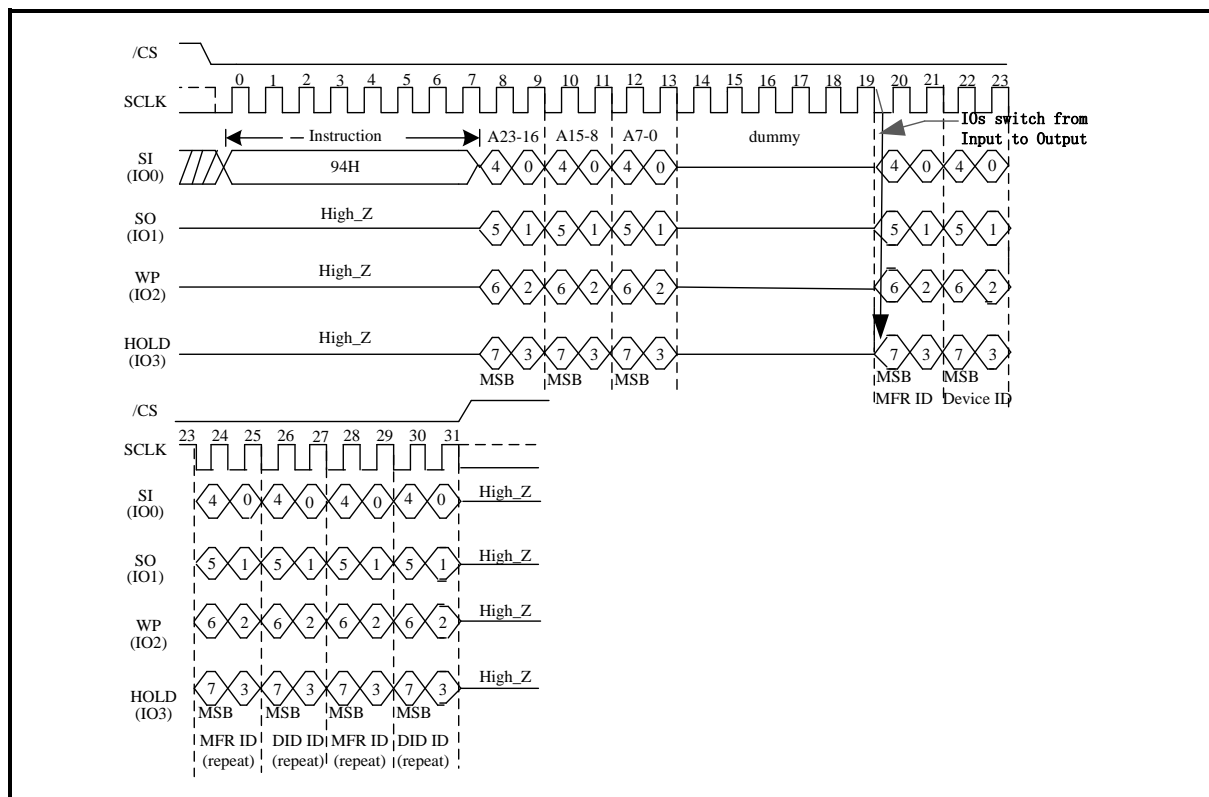 /CS
0 1 2 3 4 5 6 7 8 9 10 11 12 13 14 15 16 17 18 19 20 21 22 23
SCLK
IOs switch from
Input to Output
Instruction A23-16 A15-8 A7-0 dummy
SI
(IO0)
94H 4 0 4 0 4 0 4 0 4 0
SO
(IO1)
High_Z 5 1 5 1 5 1 5 1 5 1
WP
(IO2)
High_Z 6 2 6 2 6 2 6 2 6 2
HOLD
(IO3)
High_Z 7 3 7 3 7 3 7 3 7 3
MSB MSB MSB MSB MSB
MFR ID Device ID
/CS
23 24 25 26 27 28 29 30 31
SCLK
SI
(IO0)
4 0 4 0 4 0 4 0 High_Z
SO
(IO1)
5 1 5 1 5 1 5 1 High_Z
WP
(IO2)
6 2 6 2 6 2 6 2 High_Z
HOLD
(IO3)
7 3 7 3 7 3 7 3 High_Z
MSB MSB MSB MSB
MFR ID DID ID MFR ID DID ID
(repeat) (repeat) (repeat) (repeat)